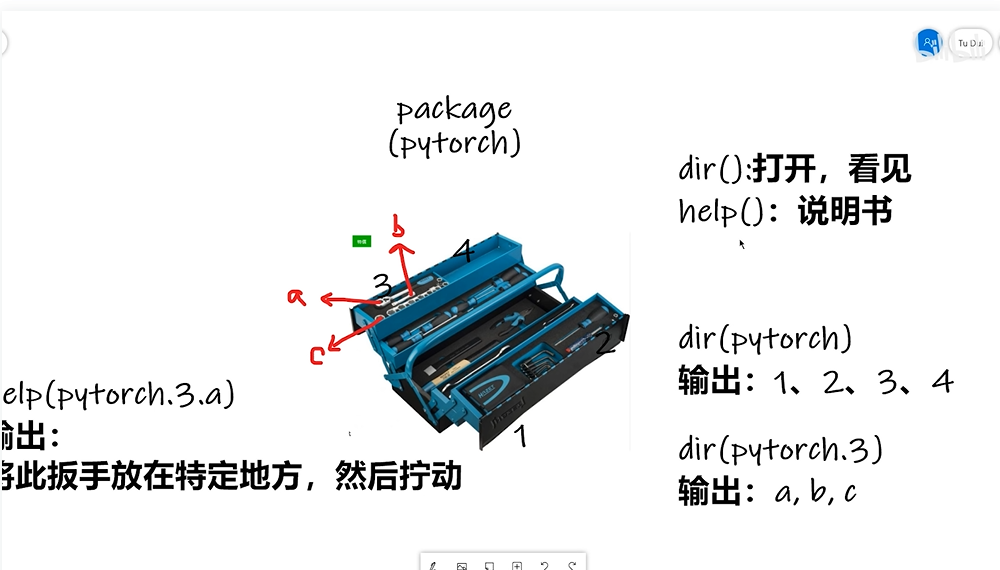 Tu Dui
package
(pytorch)
dir():打开，看见
help()：说明书
b
4
3
a
c
2
1
dir(pytorch)
输出：1、2、3、4
elp(pytorch.3.a)
输出：
将此扳手放在特定地方，然后拧动
dir(pytorch.3)
输出：a, b, c